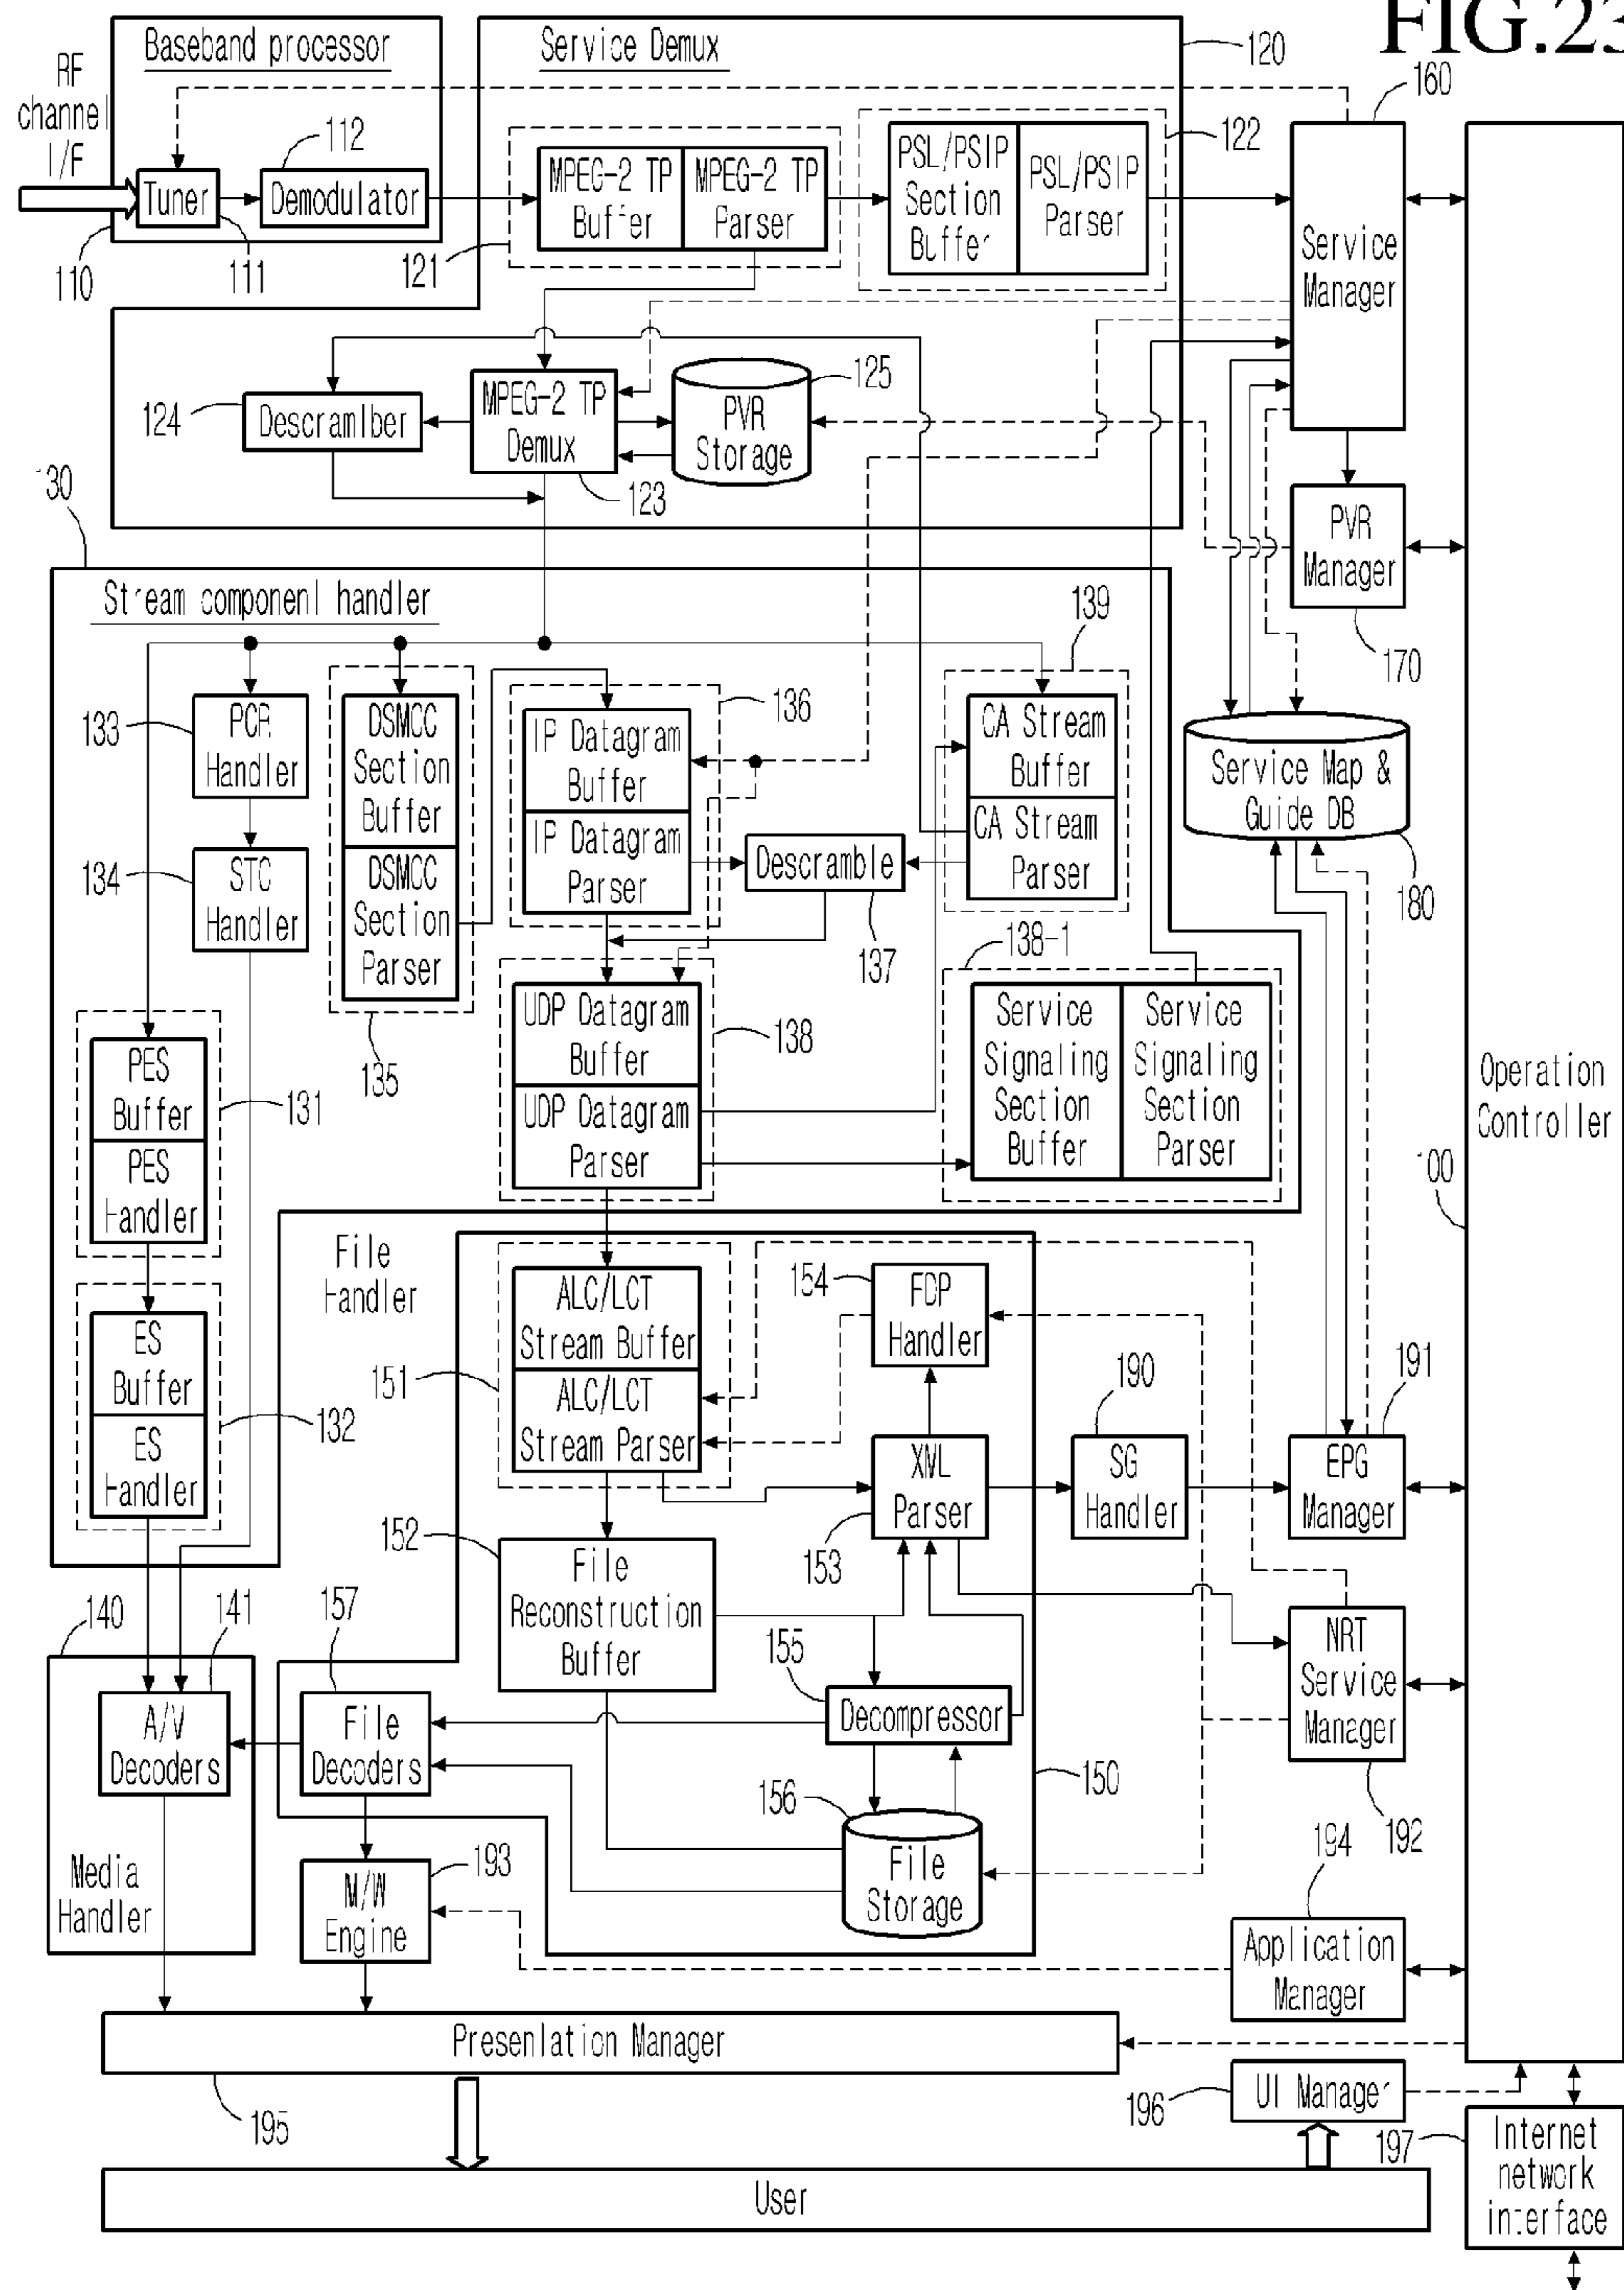 FIG.23
Baseband processor
Service Demux
120
RF
channel
I/F
160
112
122
Tuner
Demodulator
MPEG-2 TP
Buffer
MPEG-2 TP
Parser
PSL/PSIP
Section
Buffer
PSL/PSIP
Parser
Service
Manager
110
111
121
124
Descramlber
MPEG-2 TP
Demux
125
PVR
Storage
123
130
PVR
Manager
170
Stream component handler
139
133
PCR
Handler
DSMCC
Section
Buffer
IP Datagram
Buffer
136
CA Stream
Buffer
Service Map &
Guide DB
180
134
STC
Handler
DSMCC
Section
Parser
IP Datagram
Parser
Descramble
137
CA Stream
Parser
138-1
135
UDP Datagram
Buffer
138
Service
Signaling
Section
Buffer
Service
Signaling
Section
Parser
Operation
Controller
100
PES
Buffer
131
PES
Handler
UDP Datagram
Parser
File
Handler
ES
Buffer
132
ES
Handler
ALC/LCT
Stream Buffer
151
ALC/LCT
Stream Parser
154
FDP
Handler
190
191
XML
Parser
153
SG
Handler
EPG
Manager
152
File
Reconstruction
Buffer
140
141
157
155
NRT
Service
Manager
192
A/V
Decoders
File
Decoders
Decompressor
150
156
File
Storage
Media
Handler
193
M/W
Engine
194
Application
Manager
Presenlation Manager
195
196
UI Manager
197
Internet
network
interface
User